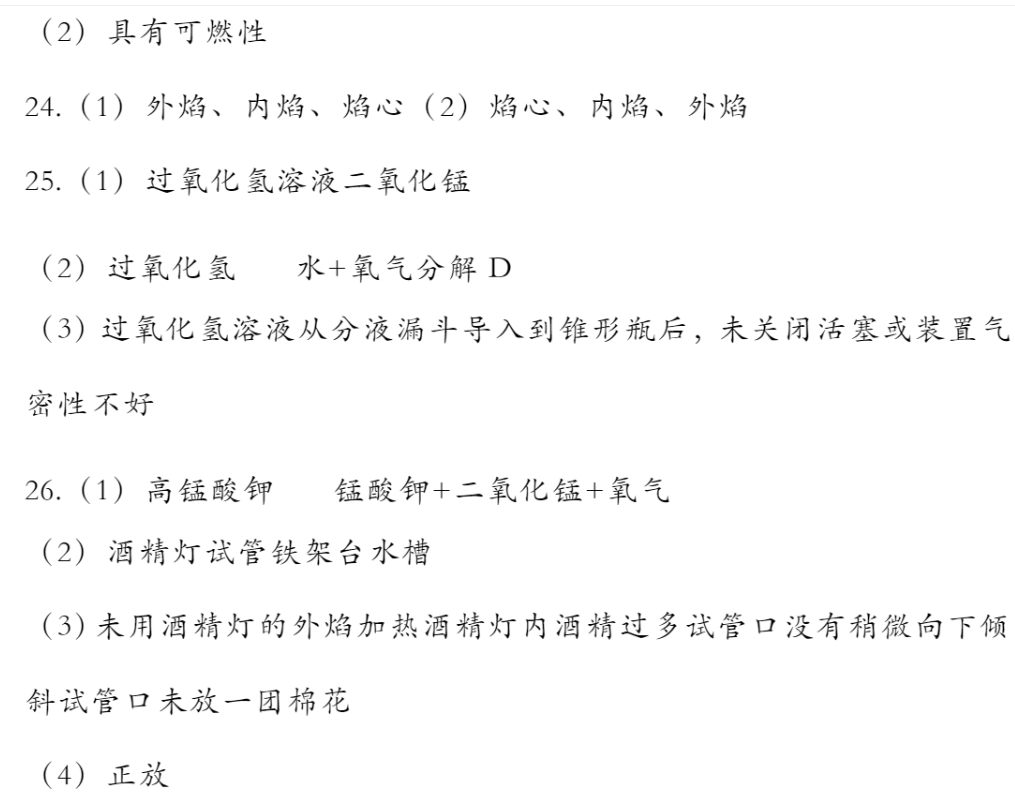 （2）具有可燃性
24.（1）外焰、内焰、焰心（2）焰心、内焰、外焰
25.（1）过氧化氢溶液二氧化锰
（2）过氧化氢 水+氧气分解 D
（3）过氧化氢溶液从分液漏斗导入到锥形瓶后，未关闭活塞或装置气
密性不好
26.（1）高锰酸钾 锰酸钾+二氧化锰+氧气
（2）酒精灯试管铁架台水槽
（3）未用酒精灯的外焰加热酒精灯内酒精过多试管口没有稍微向下倾
斜试管口未放一团棉花
（4）正放